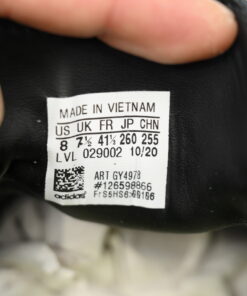 MADE IN VIETNAM
US UK FR JP CHN
8 7½ 41⅓ 260 255
LVL 029002 10/20
ART GY4978
#126598866
adidas